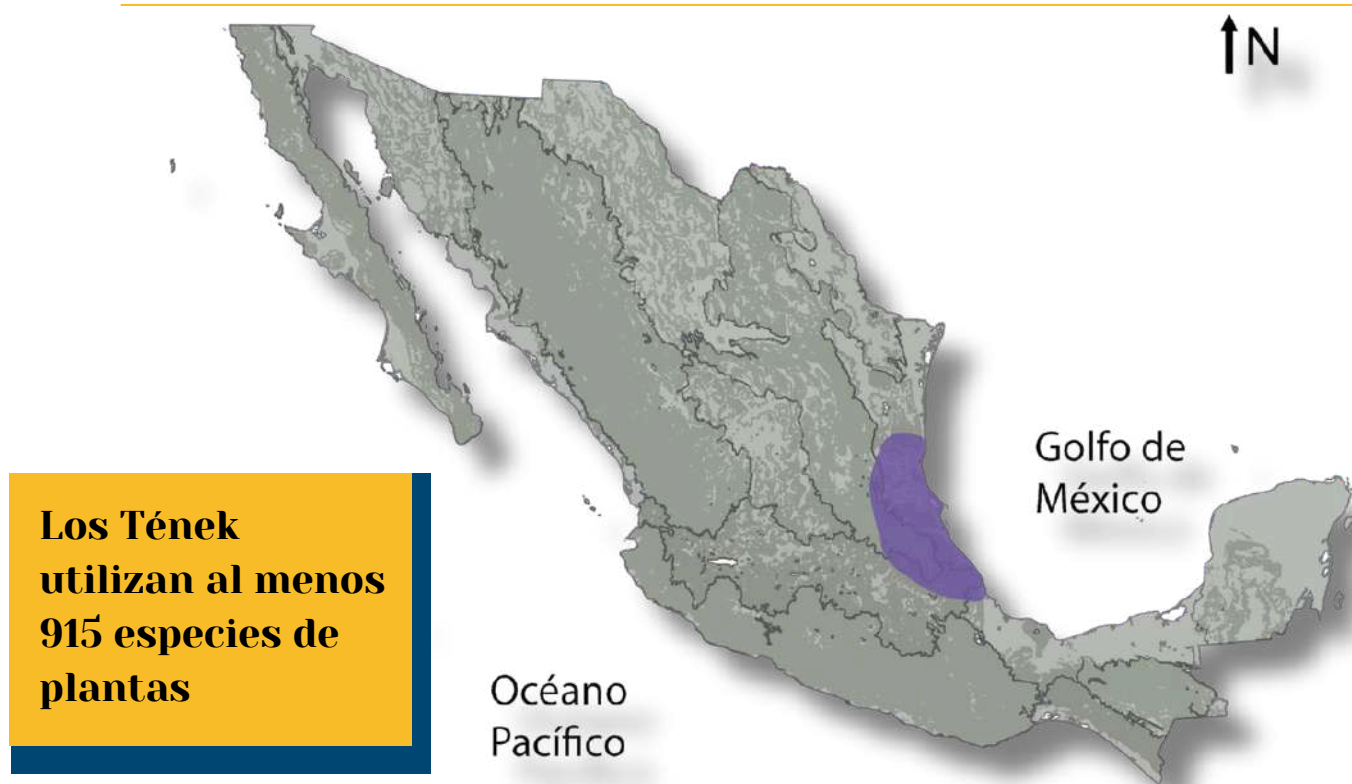 N
Golfo de
México
Los Tének
utilizan al menos
915 especies de
plantas
Océano
Pacífico